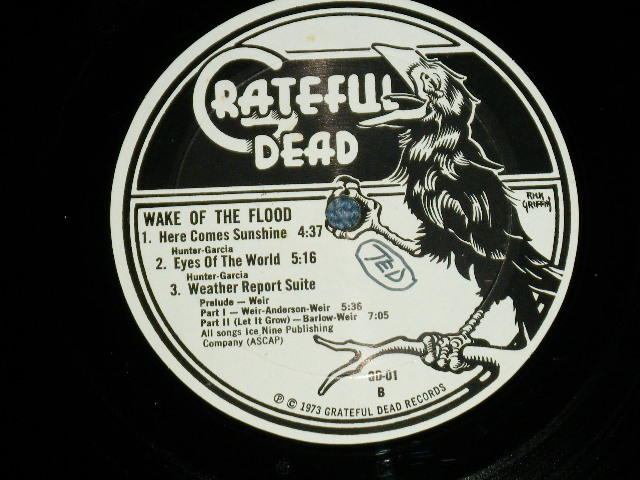 GRATEFUL
DEAD
RICK
GRIFFIN
WAKE OF THE FLOOD
1. Here Comes Sunshine 4:37
Hunter-Garcia
2. Eyes Of The World 5:16
Hunter-Garcia
3. Weather Report Suite
Prelude — Weir
Part I — Weir-Anderson-Weir 5:36
Part II (Let It Grow) — Barlow-Weir 7:05
All songs Ice Nine Publishing
Company (ASCAP)
TED
GD-01
B
℗ © 1973 GRATEFUL DEAD RECORDS